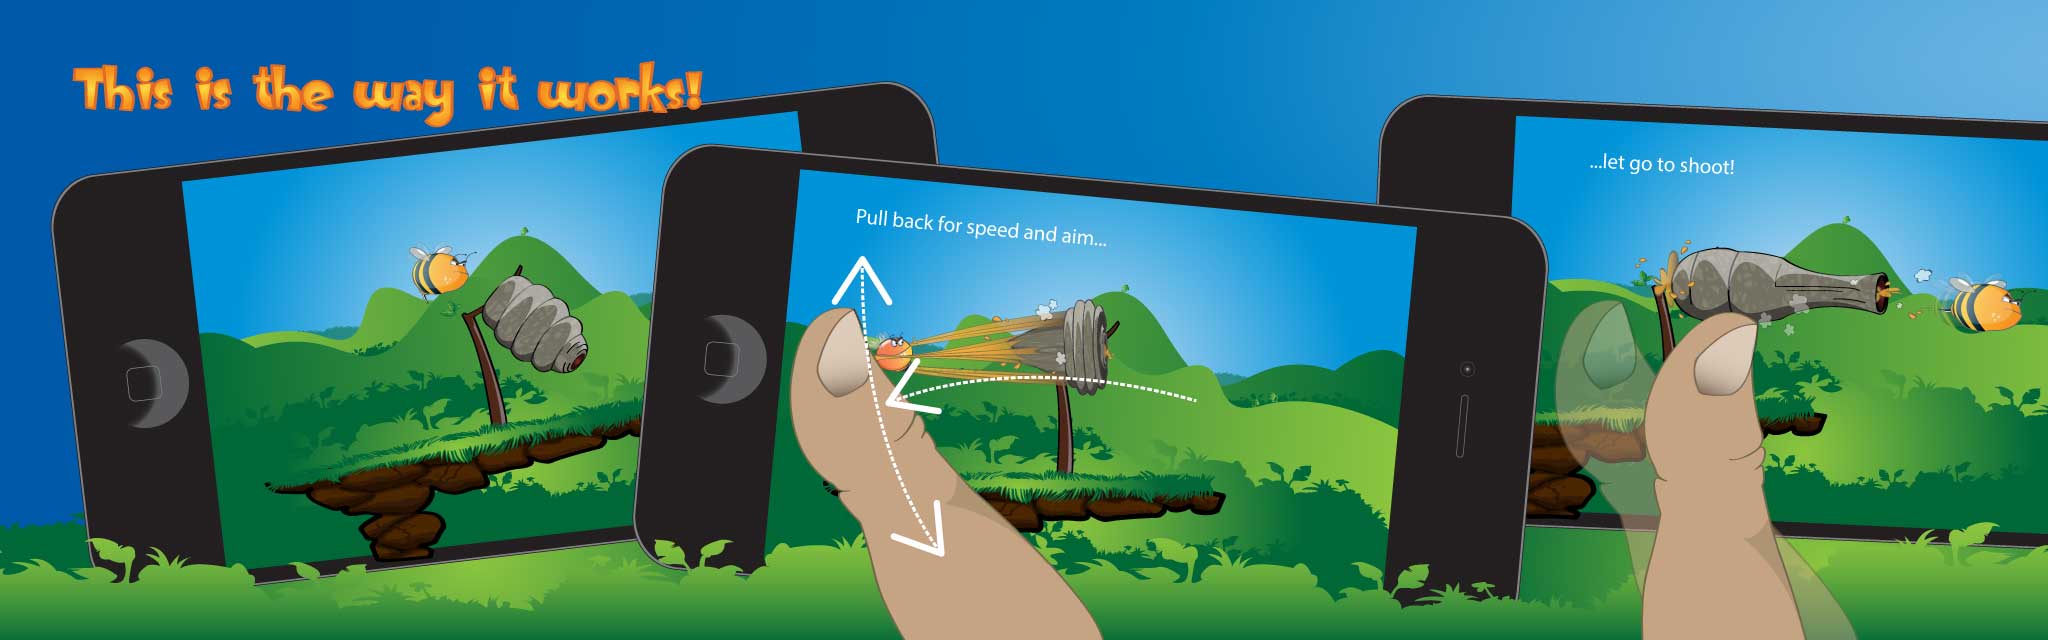 This is the way it works!
Pull back for speed and aim...
...let go to shoot!